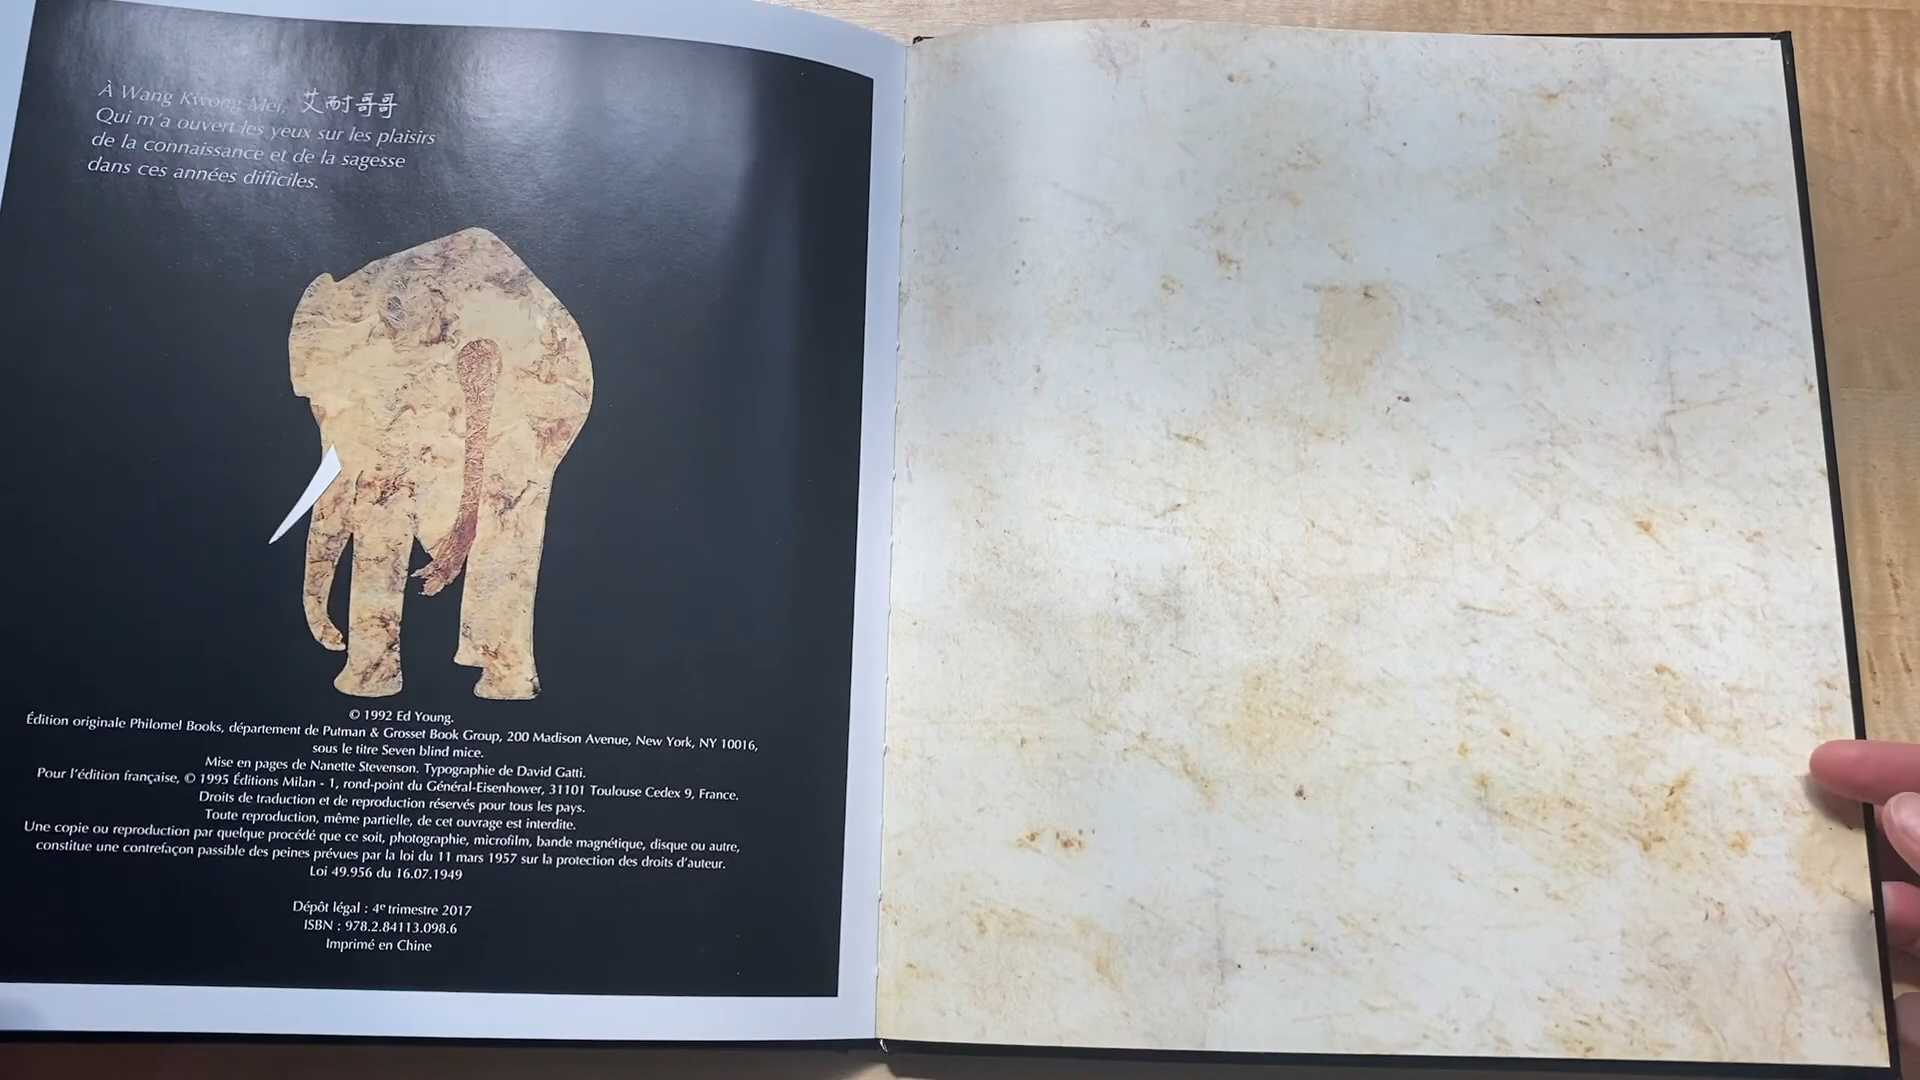 À Wang Kwong-Mei, 艾耐哥哥
Qui m'a ouvert les yeux sur les plaisirs
de la connaissance et de la sagesse
dans ces années difficiles.
© 1992 Ed Young.
Édition originale Philomel Books, département de Putman & Grosset Book Group, 200 Madison Avenue, New York, NY 10016,
sous le titre Seven blind mice.
Mise en pages de Nanette Stevenson. Typographie de David Gatti.
Pour l'édition française, © 1995 Éditions Milan - 1, rond-point du Général-Eisenhower, 31101 Toulouse Cedex 9, France.
Droits de traduction et de reproduction réservés pour tous les pays.
Toute reproduction, même partielle, de cet ouvrage est interdite.
Une copie ou reproduction par quelque procédé que ce soit, photographie, microfilm, bande magnétique, disque ou autre,
constitue une contrefaçon passible des peines prévues par la loi du 11 mars 1957 sur la protection des droits d'auteur.
Loi 49.956 du 16.07.1949
Dépôt légal : 4e trimestre 2017
ISBN : 978.2.84113.098.6
Imprimé en Chine